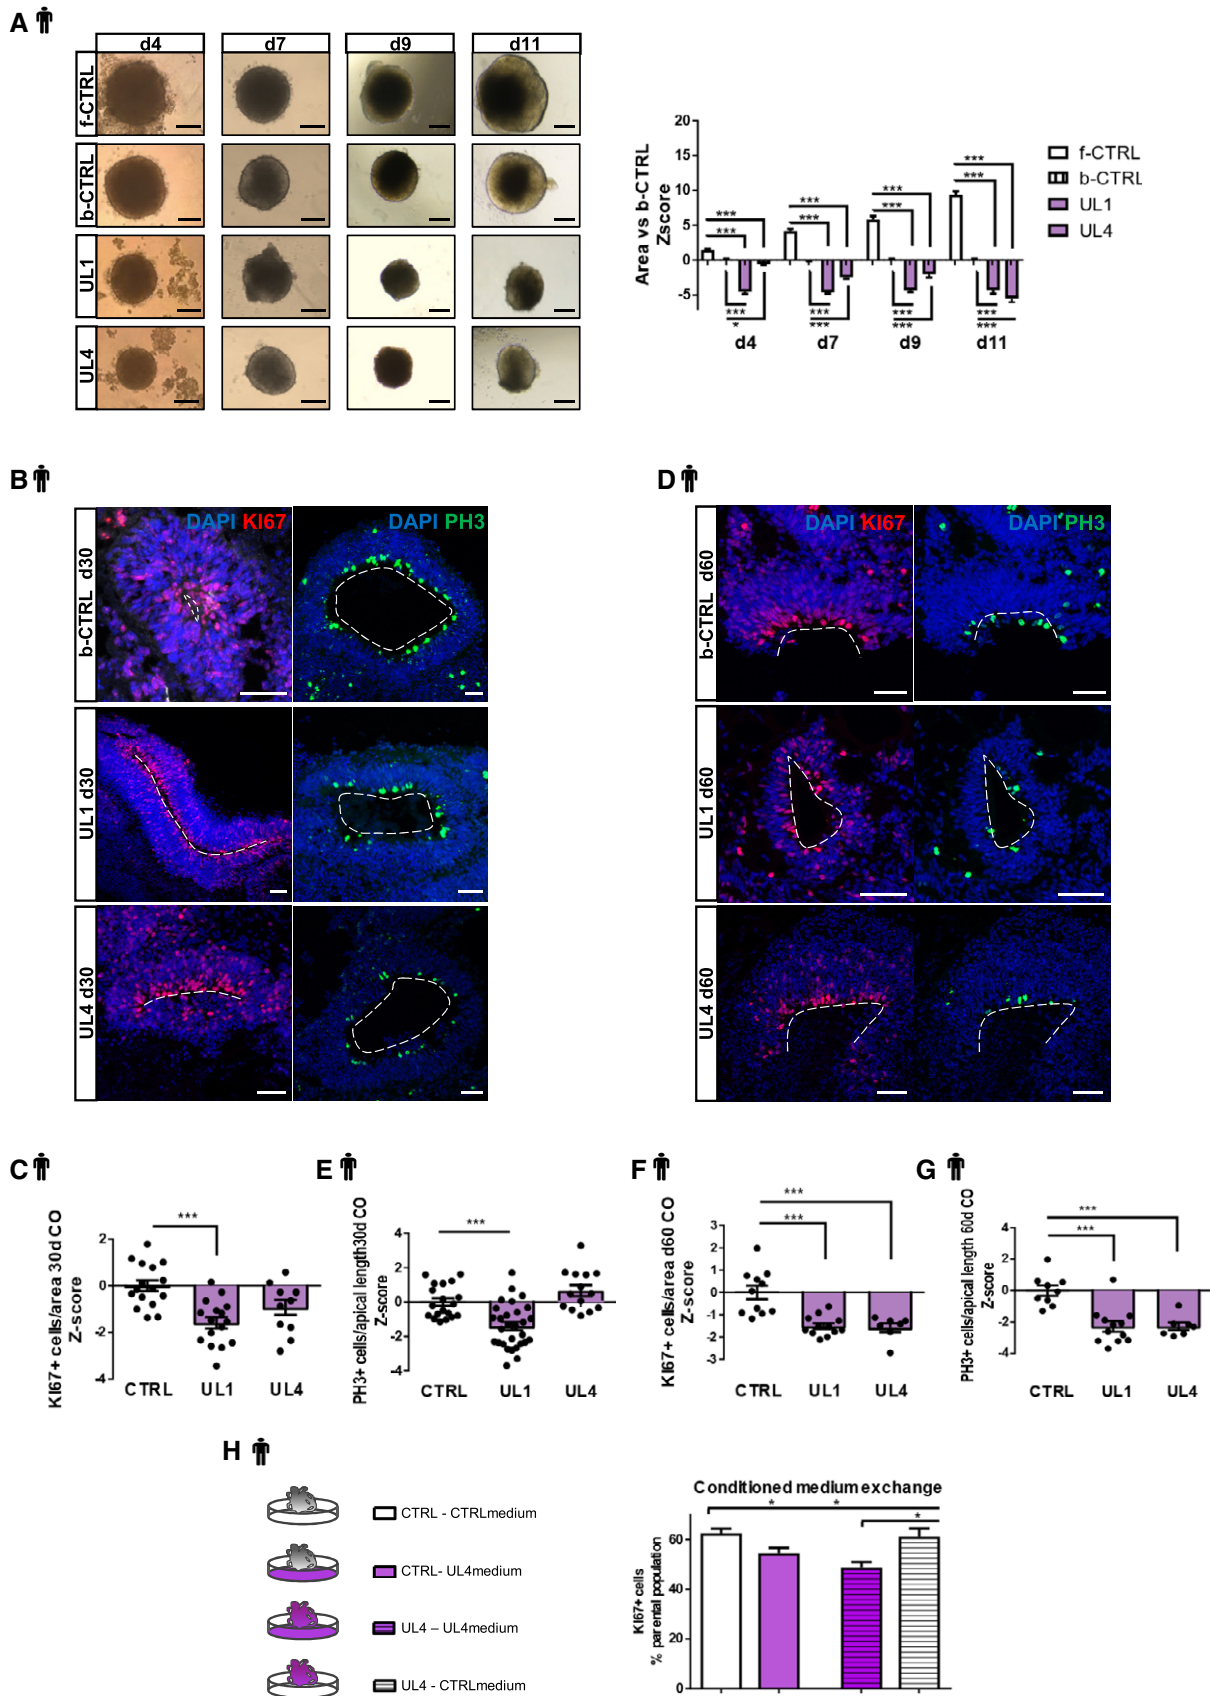 A
d4 d7 d9 d11
f-CTRL
b-CTRL
UL1
UL4
Area vs b-CTRL
Zscore
20
15
10
5
0
-5
*** *** *** *** *** *** *** ***
*** * *** *** *** *** *** ***
d4 d7 d9 d11
f-CTRL
b-CTRL
UL1
UL4
B
b-CTRL d30
DAPI KI67
DAPI PH3
UL1 d30
UL4 d30
D
b-CTRL d60
DAPI KI67
DAPI PH3
UL1 d60
UL4 d60
C
KI67+ cells/area 30d CO
Z-score
2
0
-2
-4
***
CTRL UL1 UL4
E
PH3+ cells/apical length30d CO
Z-score
4
2
0
-2
-4
***
CTRL UL1 UL4
F
KI67+ cells/area d60 CO
Z-score
3
2
1
0
-1
-2
-3
***
***
CTRL UL1 UL4
G
PH3+ cells/apical length 60d CO
Z-score
4
2
0
-2
-4
***
***
CTRL UL1 UL4
H
CTRL - CTRLmedium
CTRL- UL4medium
UL4 – UL4medium
UL4 - CTRLmedium
Conditioned medium exchange
* *
*
KI67+ cells
% parental population
60
40
20
0